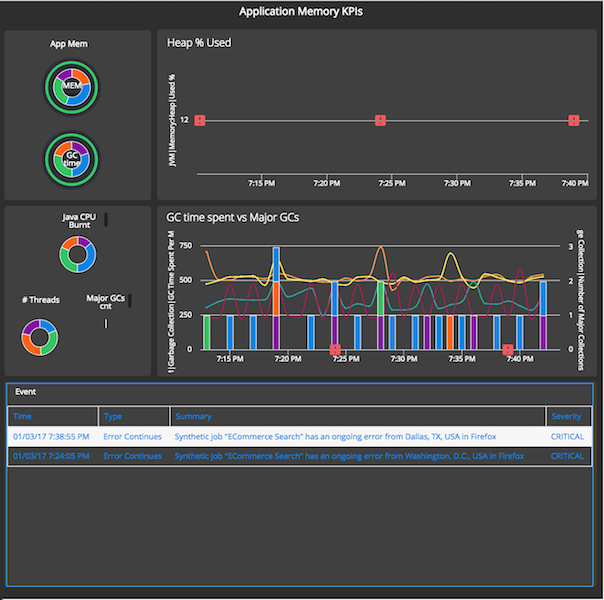 Application Memory KPIs
App Mem
MEM
GC
time
Heap % Used
JVM|Memory:Heap|Used %
12
7:15 PM 7:20 PM 7:25 PM 7:30 PM 7:35 PM 7:40 PM
Java CPU
Burnt
# Threads
Major GCs
cnt
GC time spent vs Major GCs
Garbage Collection|GC Time Spent Per M
750
500
250
0
3
2
1
0
ge Collection|Number of Major Collections
7:15 PM 7:20 PM 7:25 PM 7:30 PM 7:35 PM 7:40 PM
Event
Time Type Summary Severity
01/03/17 7:38:55 PM Error Continues Synthetic job "ECommerce Search" has an ongoing error from Dallas, TX, USA in Firefox CRITICAL
01/03/17 7:24:05 PM Error Continues Synthetic job "ECommerce Search" has an ongoing error from Washington, D.C., USA in Firefox CRITICAL